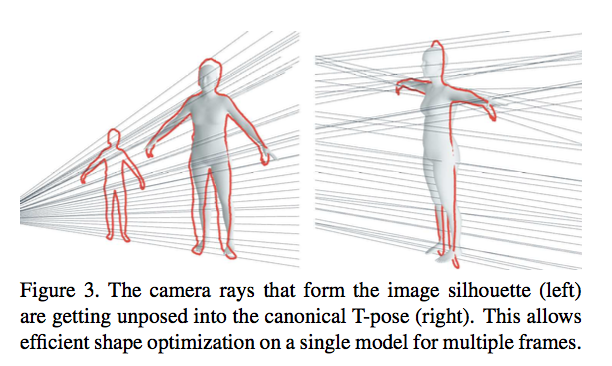 Figure 3. The camera rays that form the image silhouette (left)
are getting unposed into the canonical T-pose (right). This allows
efficient shape optimization on a single model for multiple frames.